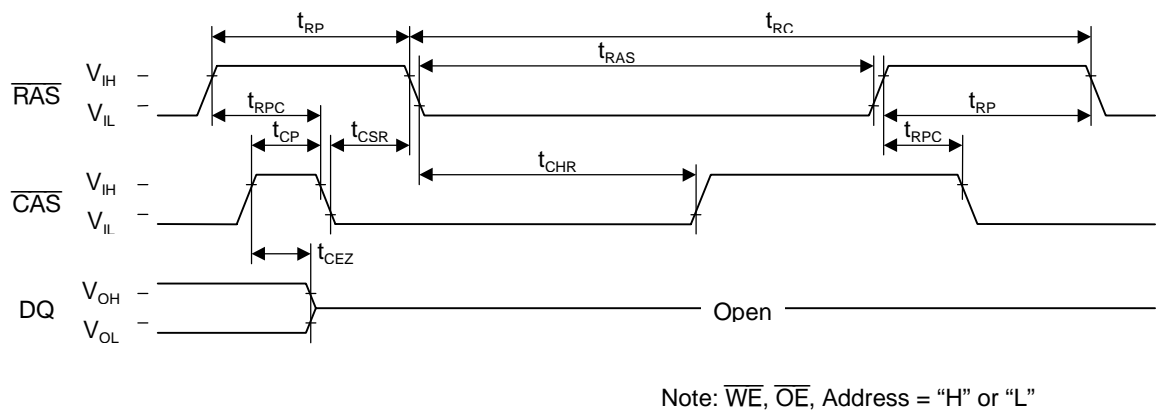 tRP tRC
tRAS
RAS
VIH
VIL
tRPC tRP
tCP tCSR tRPC
tCHR
CAS
VIH
VIL
tCEZ
DQ
VOH
VOL
Open
Note: WE, OE, Address = “H” or “L”